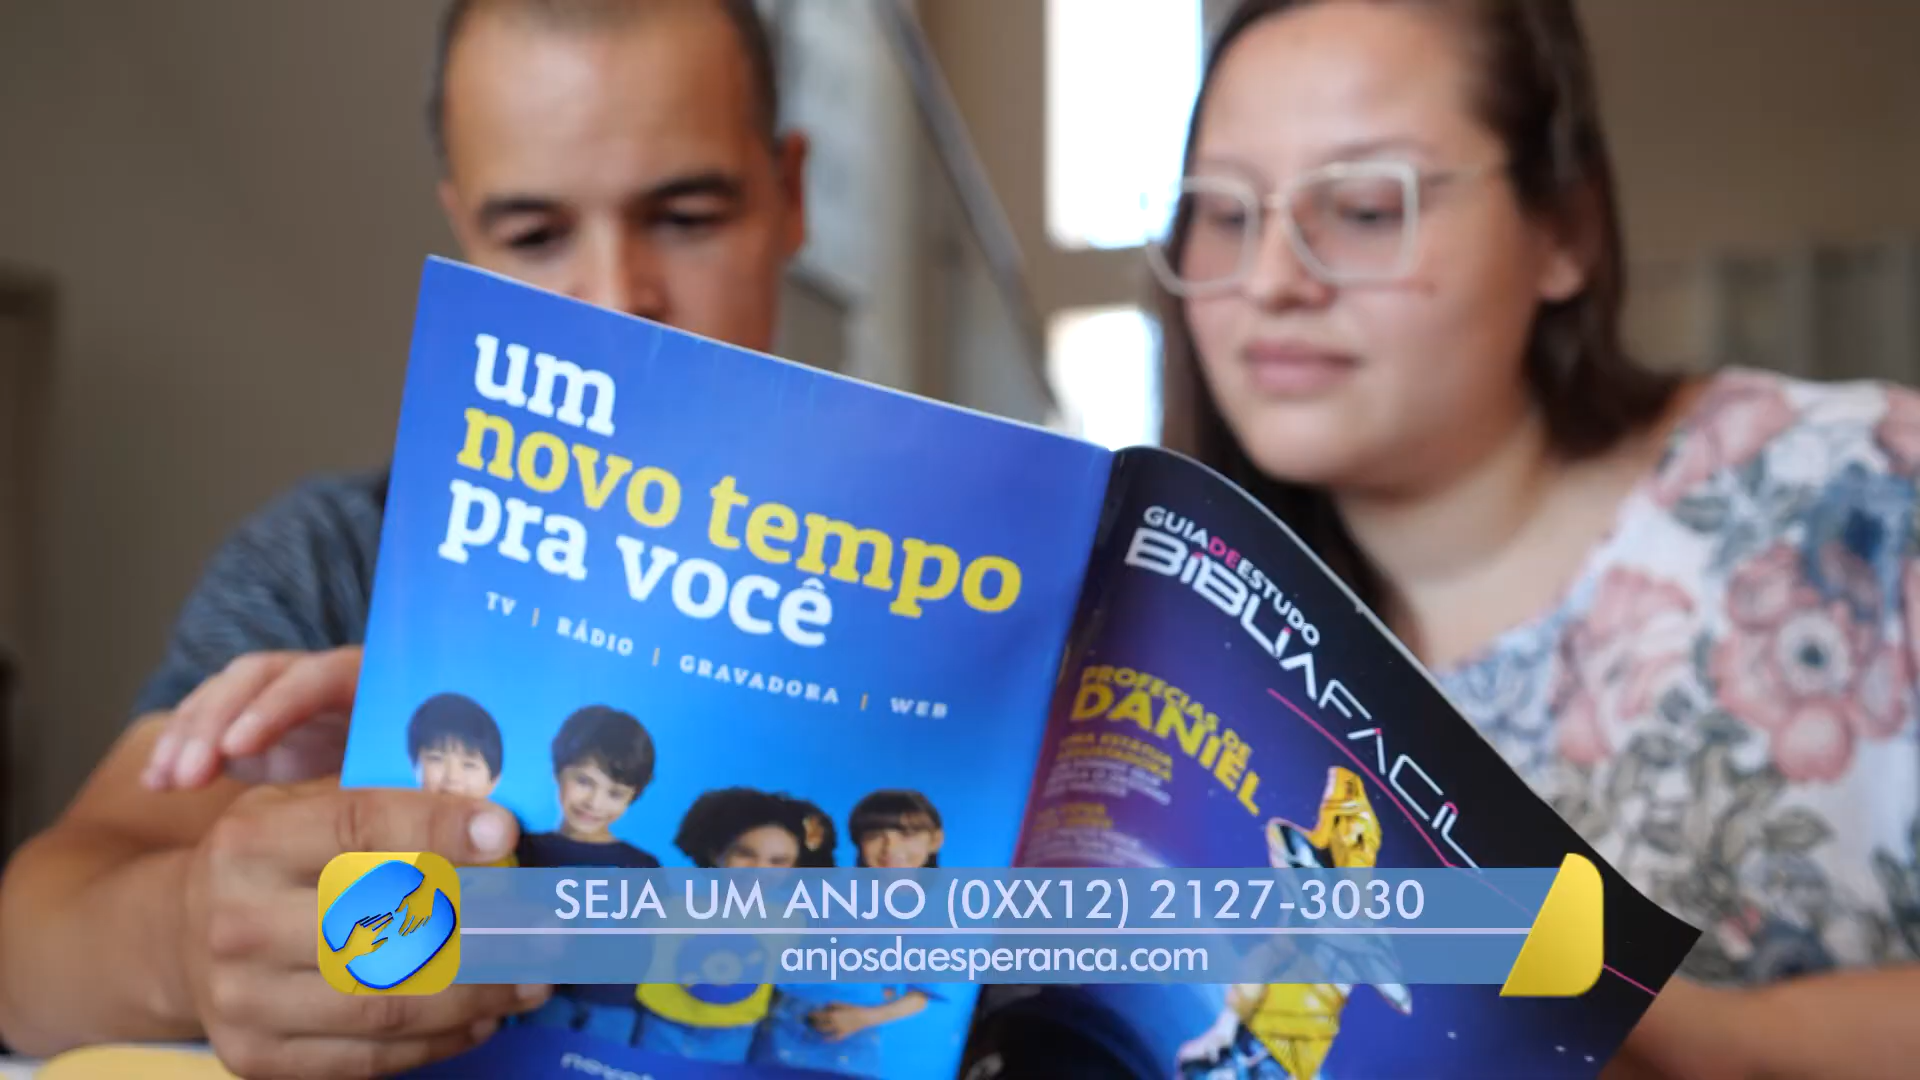 um
novo tempo
pra você
TV | RÁDIO | GRAVADORA | WEB
GUIA DE ESTUDO
BÍBLIA FÁCIL
PROFECIAS DE
DANIEL
SEJA UM ANJO (0XX12) 2127-3030
anjosdaesperanca.com